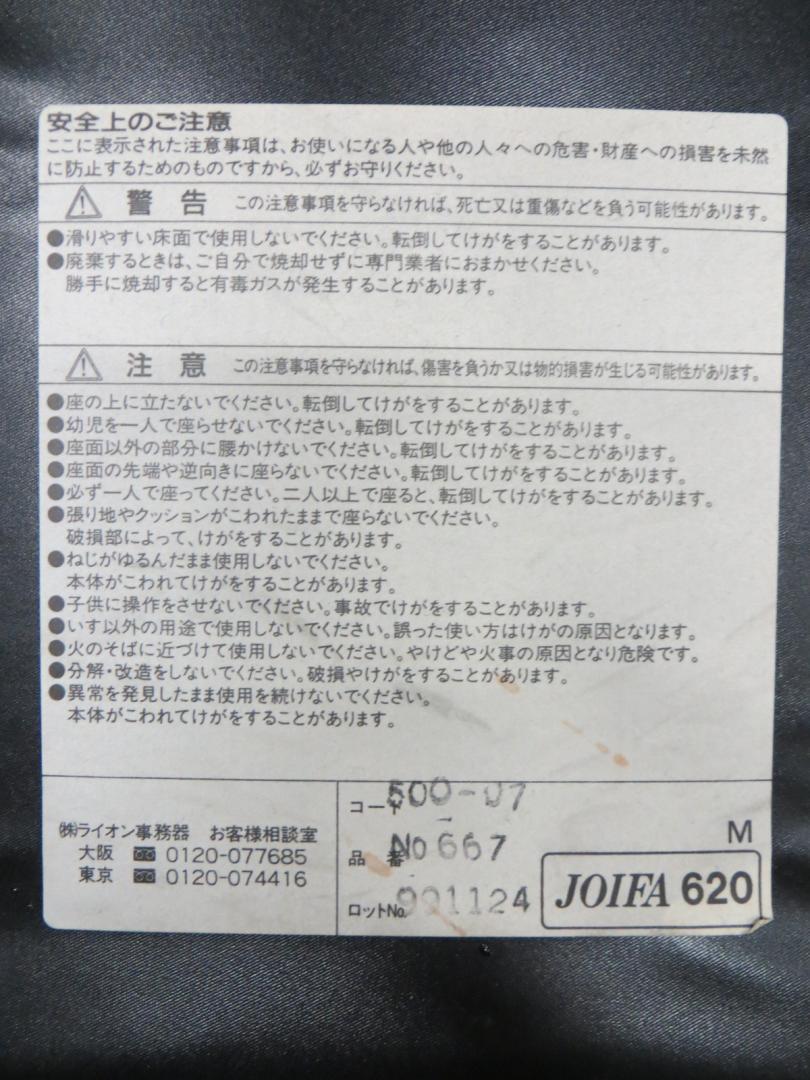 安全上のご注意
ここに表示された注意事項は、お使いになる人や他の人々への危害・財産への損害を未然
に防止するためのものですから、必ずお守りください。
警告 この注意事項を守らなければ、死亡又は重傷などを負う可能性があります。
●滑りやすい床面で使用しないでください。転倒してけがをすることがあります。
●廃棄するときは、ご自分で焼却せずに専門業者におまかせください。
勝手に焼却すると有毒ガスが発生することがあります。
注意 この注意事項を守らなければ、傷害を負うか又は物的損害が生じる可能性があります。
●座の上に立たないでください。転倒してけがをすることがあります。
●幼児を一人で座らせないでください。転倒してけがをすることがあります。
●座面以外の部分に腰かけないでください。転倒してけがをすることがあります。
●座面の先端や逆向きに座らないでください。転倒してけがをすることがあります。
●必ず一人で座ってください。二人以上で座ると、転倒してけがをすることがあります。
●張り地やクッションがこわれたままで座らないでください。
破損部によって、けがをすることがあります。
●ねじがゆるんだまま使用しないでください。
本体がこわれてけがをすることがあります。
●子供に操作をさせないでください。事故でけがをすることがあります。
●いす以外の用途で使用しないでください。誤った使い方はけがの原因となります。
●火のそばに近づけて使用しないでください。やけどや火事の原因となり危険です。
●分解・改造をしないでください。破損やけがをすることがあります。
●異常を発見したまま使用を続けないでください。
本体がこわれてけがをすることがあります。
㈱ライオン事務器 お客様相談室
大阪 0120-077685
東京 0120-074416
コード 500-07
品番 No 667
ロットNo. 991124
M
JOIFA 620